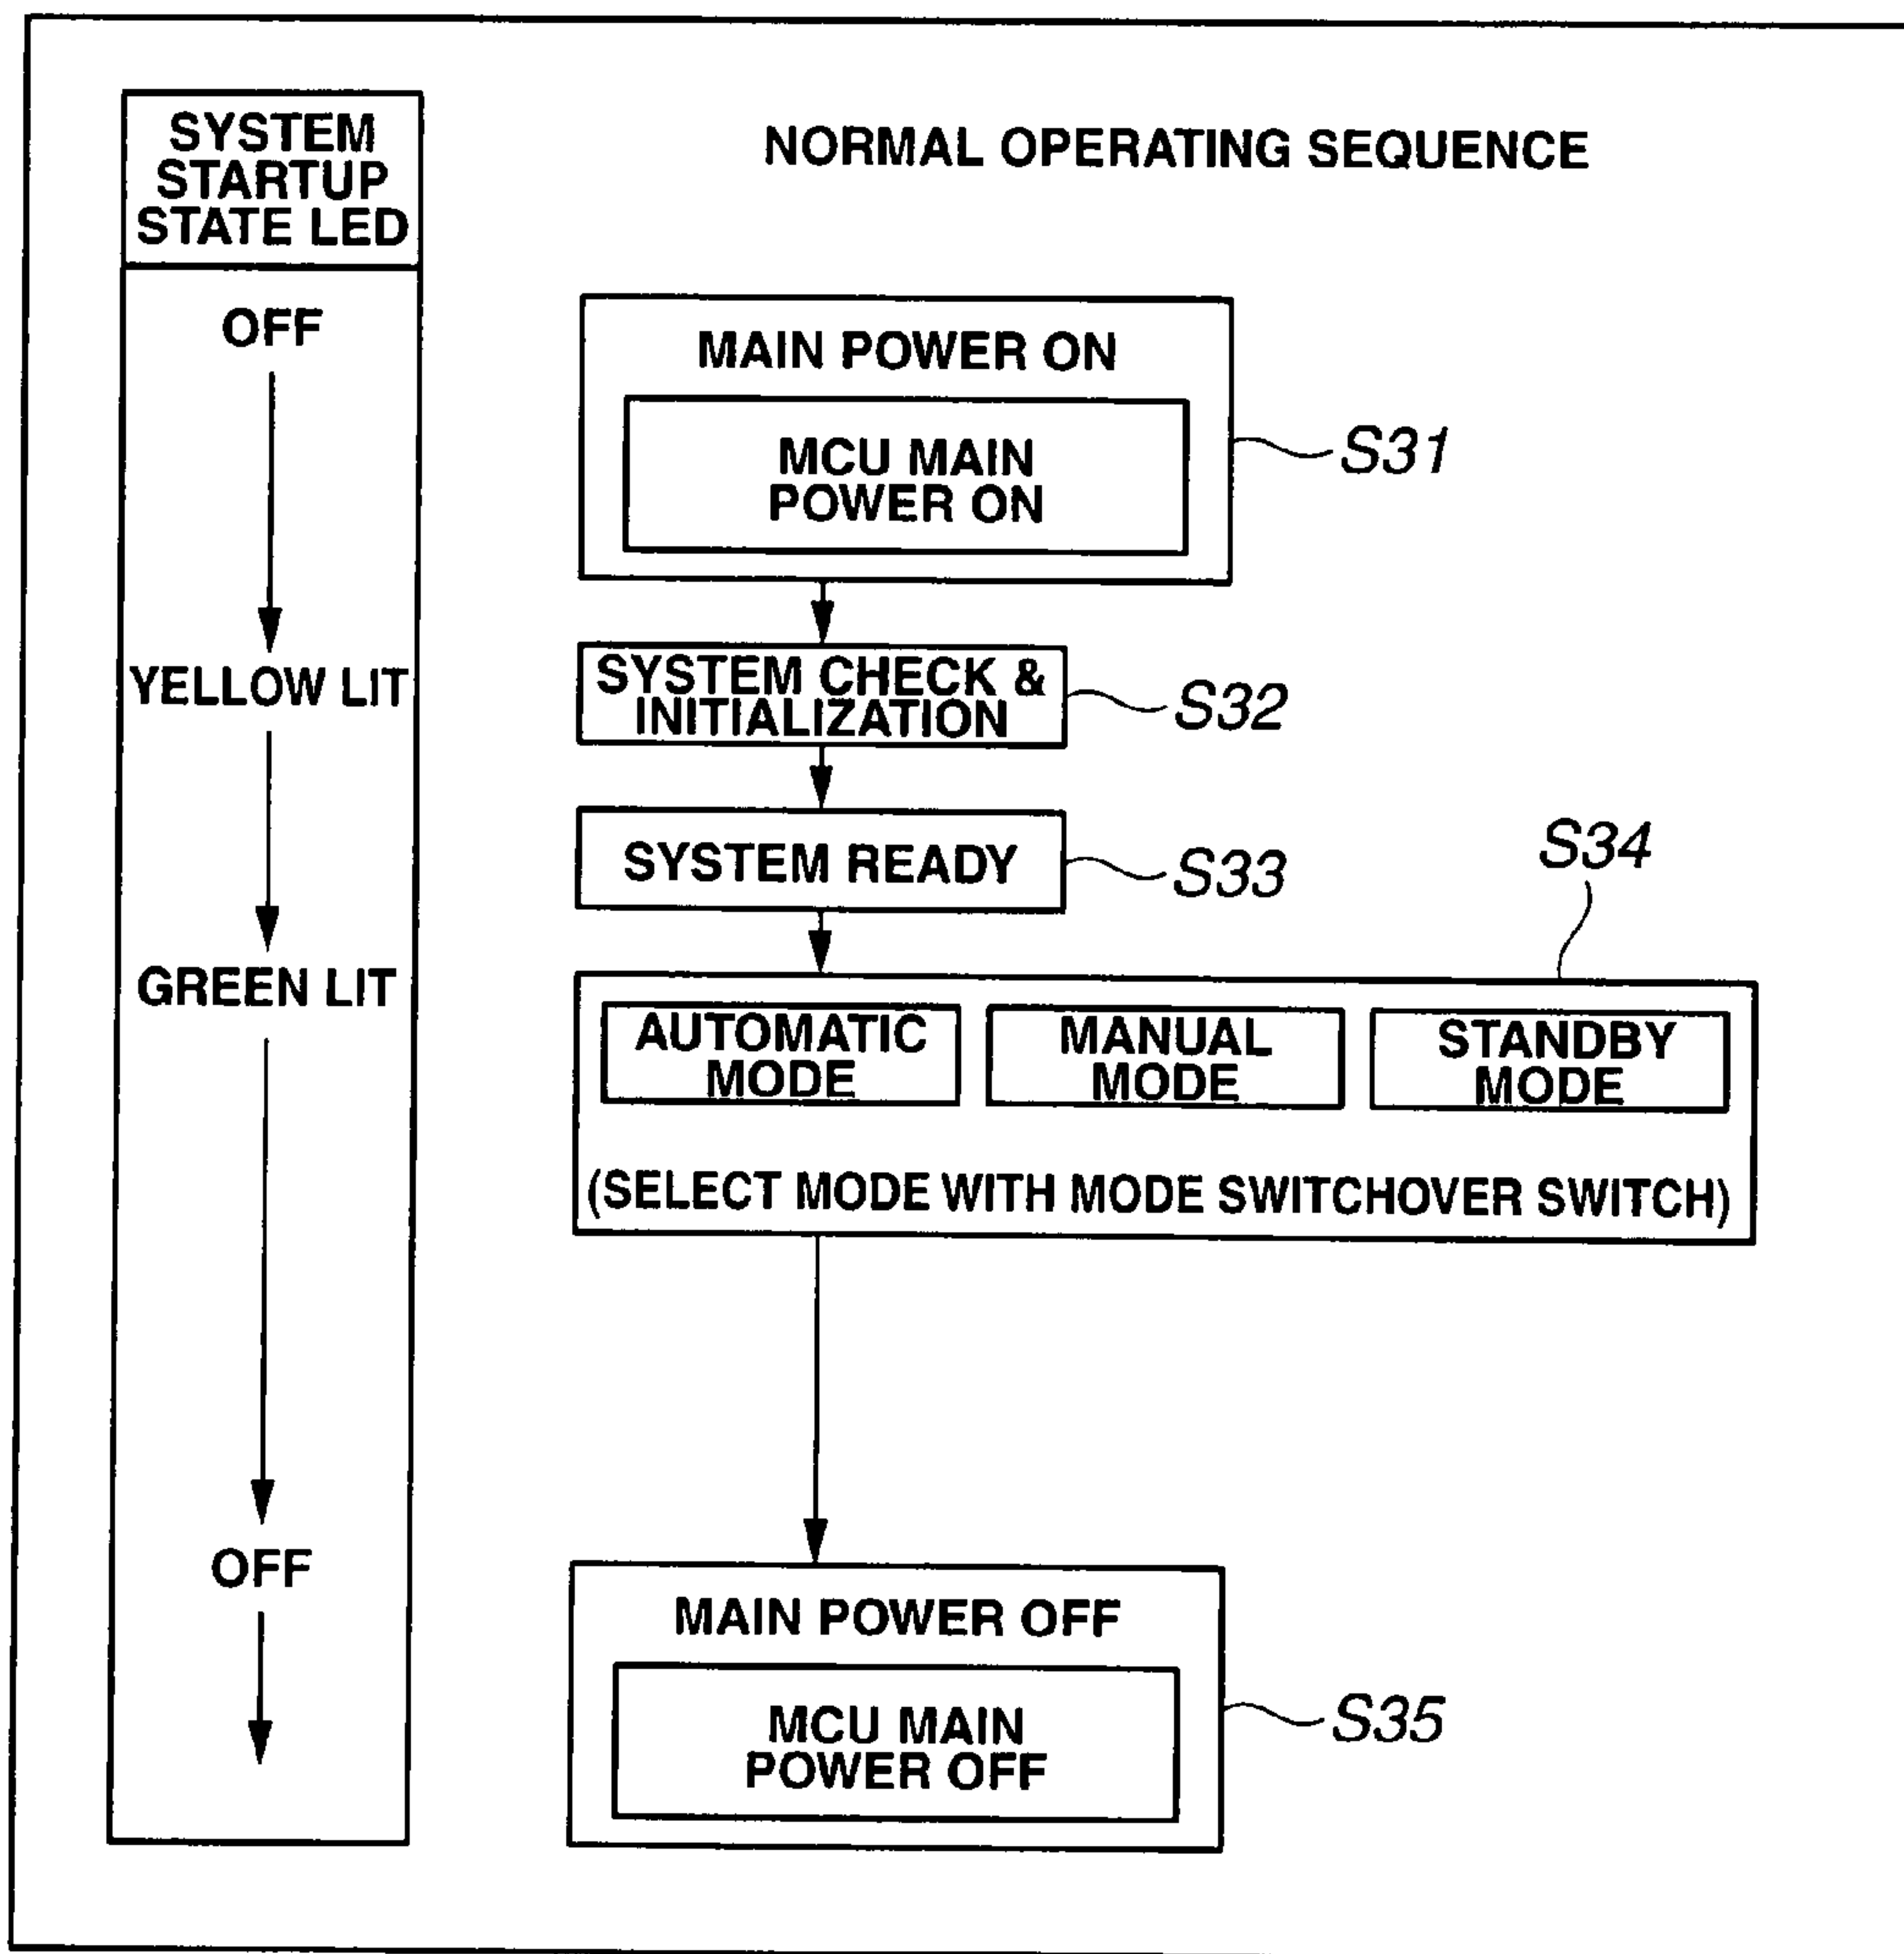 SYSTEM
STARTUP
STATE LED
OFF
YELLOW LIT
GREEN LIT
OFF
NORMAL OPERATING SEQUENCE
MAIN POWER ON
MCU MAIN
POWER ON
S31
SYSTEM CHECK &
INITIALIZATION
S32
SYSTEM READY
S33
S34
AUTOMATIC
MODE
MANUAL
MODE
STANDBY
MODE
(SELECT MODE WITH MODE SWITCHOVER SWITCH)
MAIN POWER OFF
MCU MAIN
POWER OFF
S35